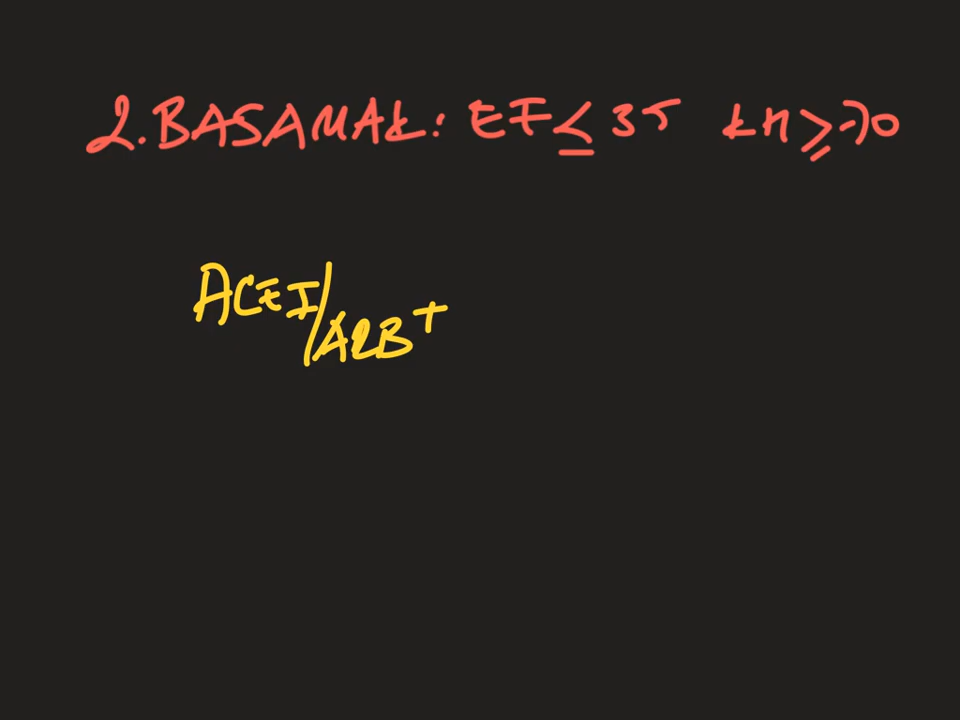 2. BASAMAK: EF ≤ 35 KH ≥ 70
ACEI/ARB +